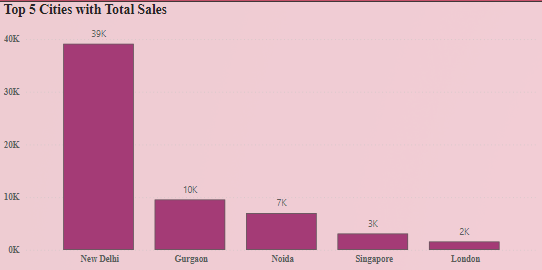 Top 5 Cities with Total Sales
40K
30K
20K
10K
0K
39K
10K
7K
3K
2K
New Delhi
Gurgaon
Noida
Singapore
London